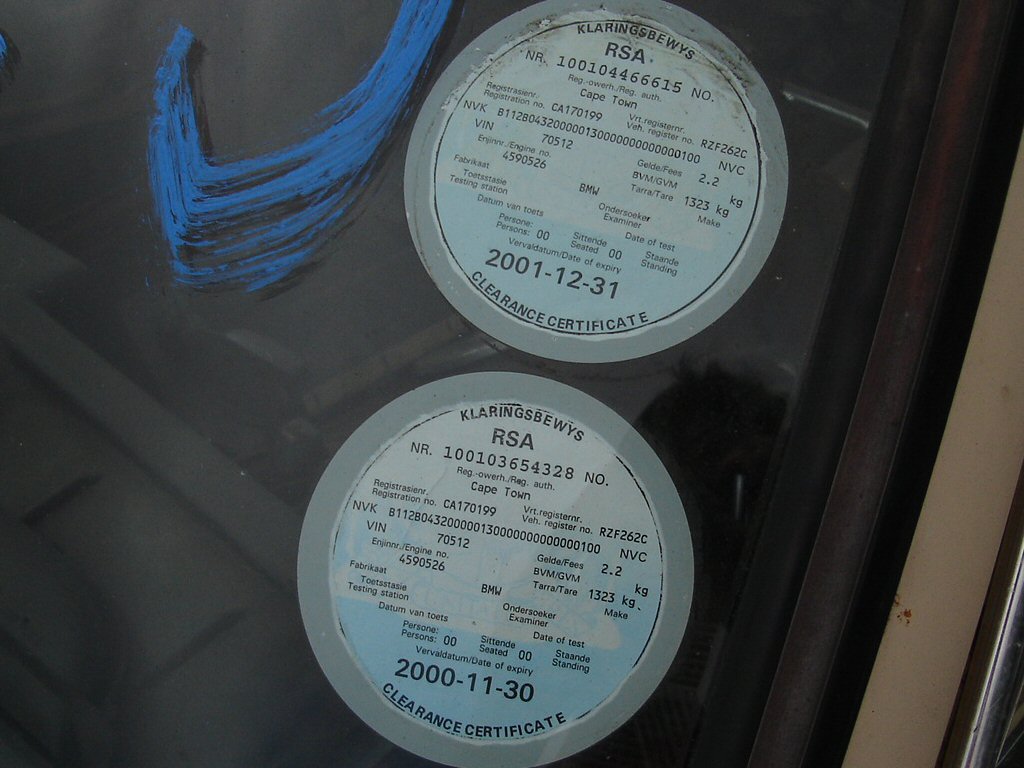 KLARINGSBEWYS
RSA
NR. 100104466615 NO.
Reg.-owerh./Reg. auth.
Cape Town
Registrasienr. Vrt.registernr.
Registration no. CA170199 Veh. register no. RZF262C
NVK B112B04320000013000000000000000100 NVC
VIN 70512 Gelde/Fees 2.2
Enjinnr./Engine no. BVM/GVM kg
4590526 Tarra/Tare 1323 kg
Fabrikaat BMW Make
Toetsstasie Ondersoeker
Testing station Examiner
Datum van toets Date of test
Persone: Sittende Staande
Persons: 00 Seated 00 Standing
Vervaldatum/Date of expiry
2001-12-31
CLEARANCE CERTIFICATE
KLARINGSBEWYS
RSA
NR. 100103654328 NO.
Reg.-owerh./Reg. auth.
Cape Town
Registrasienr. Vrt.registernr.
Registration no. CA170199 Veh. register no. RZF262C
NVK B112B04320000013000000000000000100 NVC
VIN 70512 Gelde/Fees 2.2
Enjinnr./Engine no. BVM/GVM kg
4590526 Tarra/Tare 1323 kg
Fabrikaat BMW Make
Toetsstasie Ondersoeker
Testing station Examiner
Datum van toets Date of test
Persone: Sittende Staande
Persons: 00 Seated 00 Standing
Vervaldatum/Date of expiry
2000-11-30
CLEARANCE CERTIFICATE